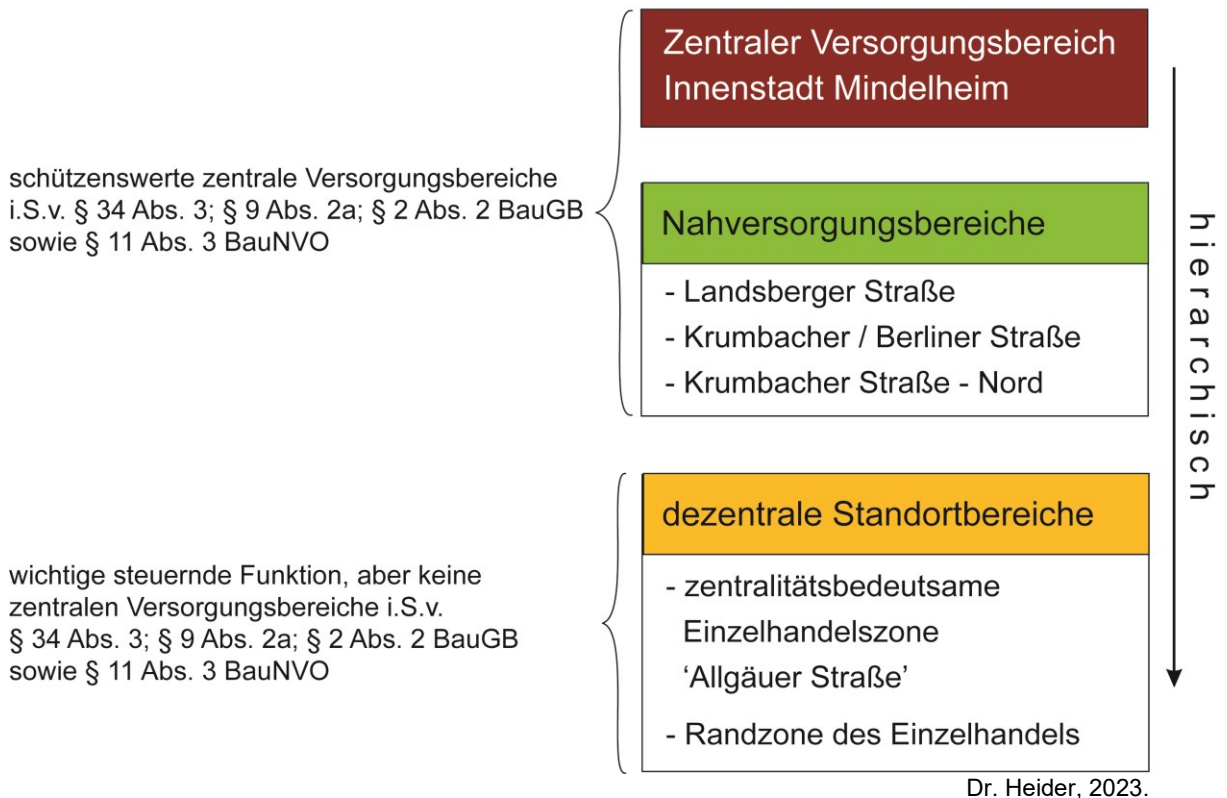 Zentraler Versorgungsbereich
Innenstadt Mindelheim
schützenswerte zentrale Versorgungsbereiche
i.S.v. § 34 Abs. 3; § 9 Abs. 2a; § 2 Abs. 2 BauGB
sowie § 11 Abs. 3 BauNVO
Nahversorgungsbereiche
- Landsberger Straße
- Krumbacher / Berliner Straße
- Krumbacher Straße - Nord
hierarchisch
dezentrale Standortbereiche
wichtige steuernde Funktion, aber keine
zentralen Versorgungsbereiche i.S.v.
§ 34 Abs. 3; § 9 Abs. 2a; § 2 Abs. 2 BauGB
sowie § 11 Abs. 3 BauNVO
- zentralitätsbedeutsame
Einzelhandelszone
‘Allgäuer Straße’
- Randzone des Einzelhandels
Dr. Heider, 2023.